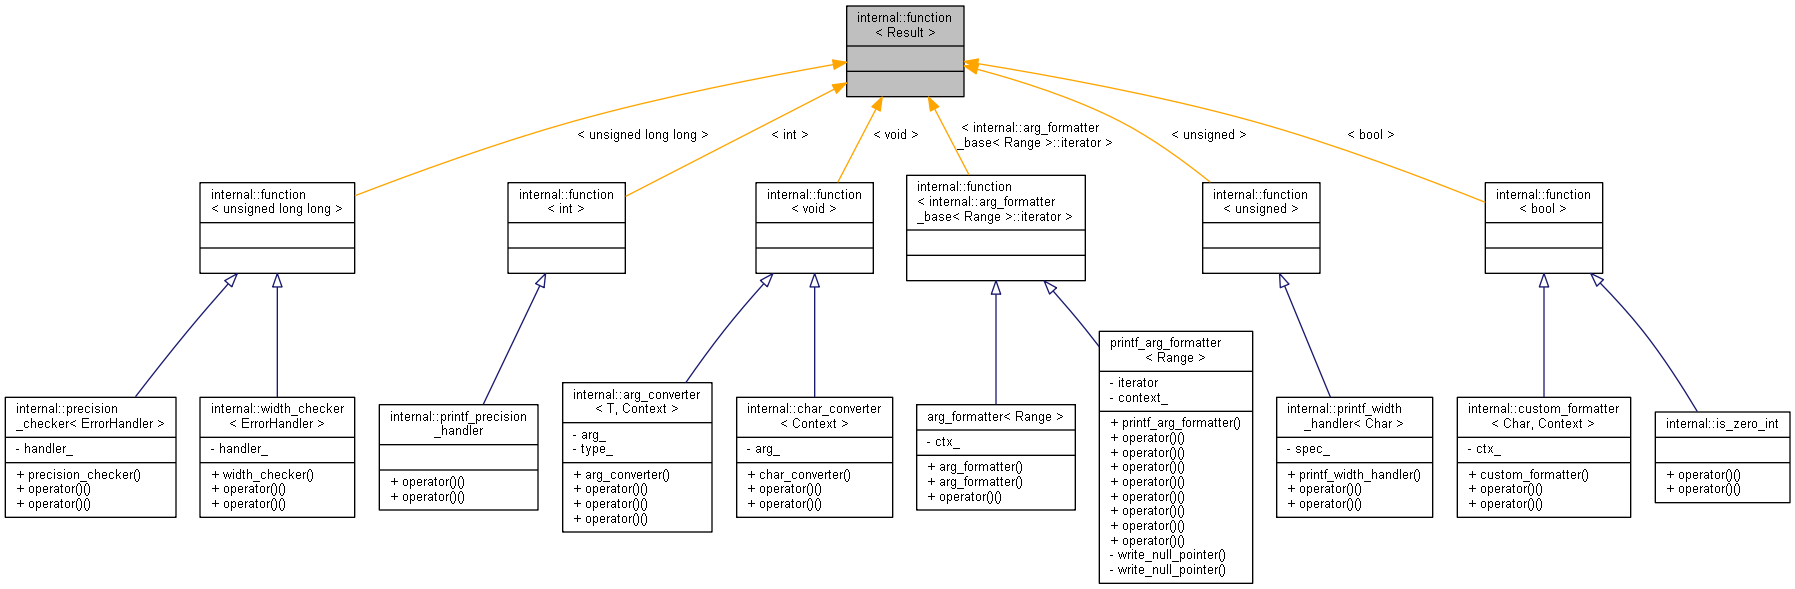 internal::function
< Result >
< unsigned long long >
< int >
< void >
< internal::arg_formatter
_base< Range >::iterator >
< unsigned >
< bool >
internal::function
< unsigned long long >
internal::function
< int >
internal::function
< void >
internal::function
< internal::arg_formatter
_base< Range >::iterator >
internal::function
< unsigned >
internal::function
< bool >
internal::precision
_checker< ErrorHandler >
- handler_
+ precision_checker()
+ operator()()
+ operator()()
internal::width_checker
< ErrorHandler >
- handler_
+ width_checker()
+ operator()()
+ operator()()
internal::printf_precision
_handler
+ operator()()
+ operator()()
internal::arg_converter
< T, Context >
- arg_
- type_
+ arg_converter()
+ operator()()
+ operator()()
+ operator()()
internal::char_converter
< Context >
- arg_
+ char_converter()
+ operator()()
+ operator()()
arg_formatter< Range >
- ctx_
+ arg_formatter()
+ arg_formatter()
+ operator()()
printf_arg_formatter
< Range >
- iterator
- context_
+ printf_arg_formatter()
+ operator()()
+ operator()()
+ operator()()
+ operator()()
+ operator()()
+ operator()()
+ operator()()
+ operator()()
- write_null_pointer()
- write_null_pointer()
internal::printf_width
_handler< Char >
- spec_
+ printf_width_handler()
+ operator()()
+ operator()()
internal::custom_formatter
< Char, Context >
- ctx_
+ custom_formatter()
+ operator()()
+ operator()()
internal::is_zero_int
+ operator()()
+ operator()()